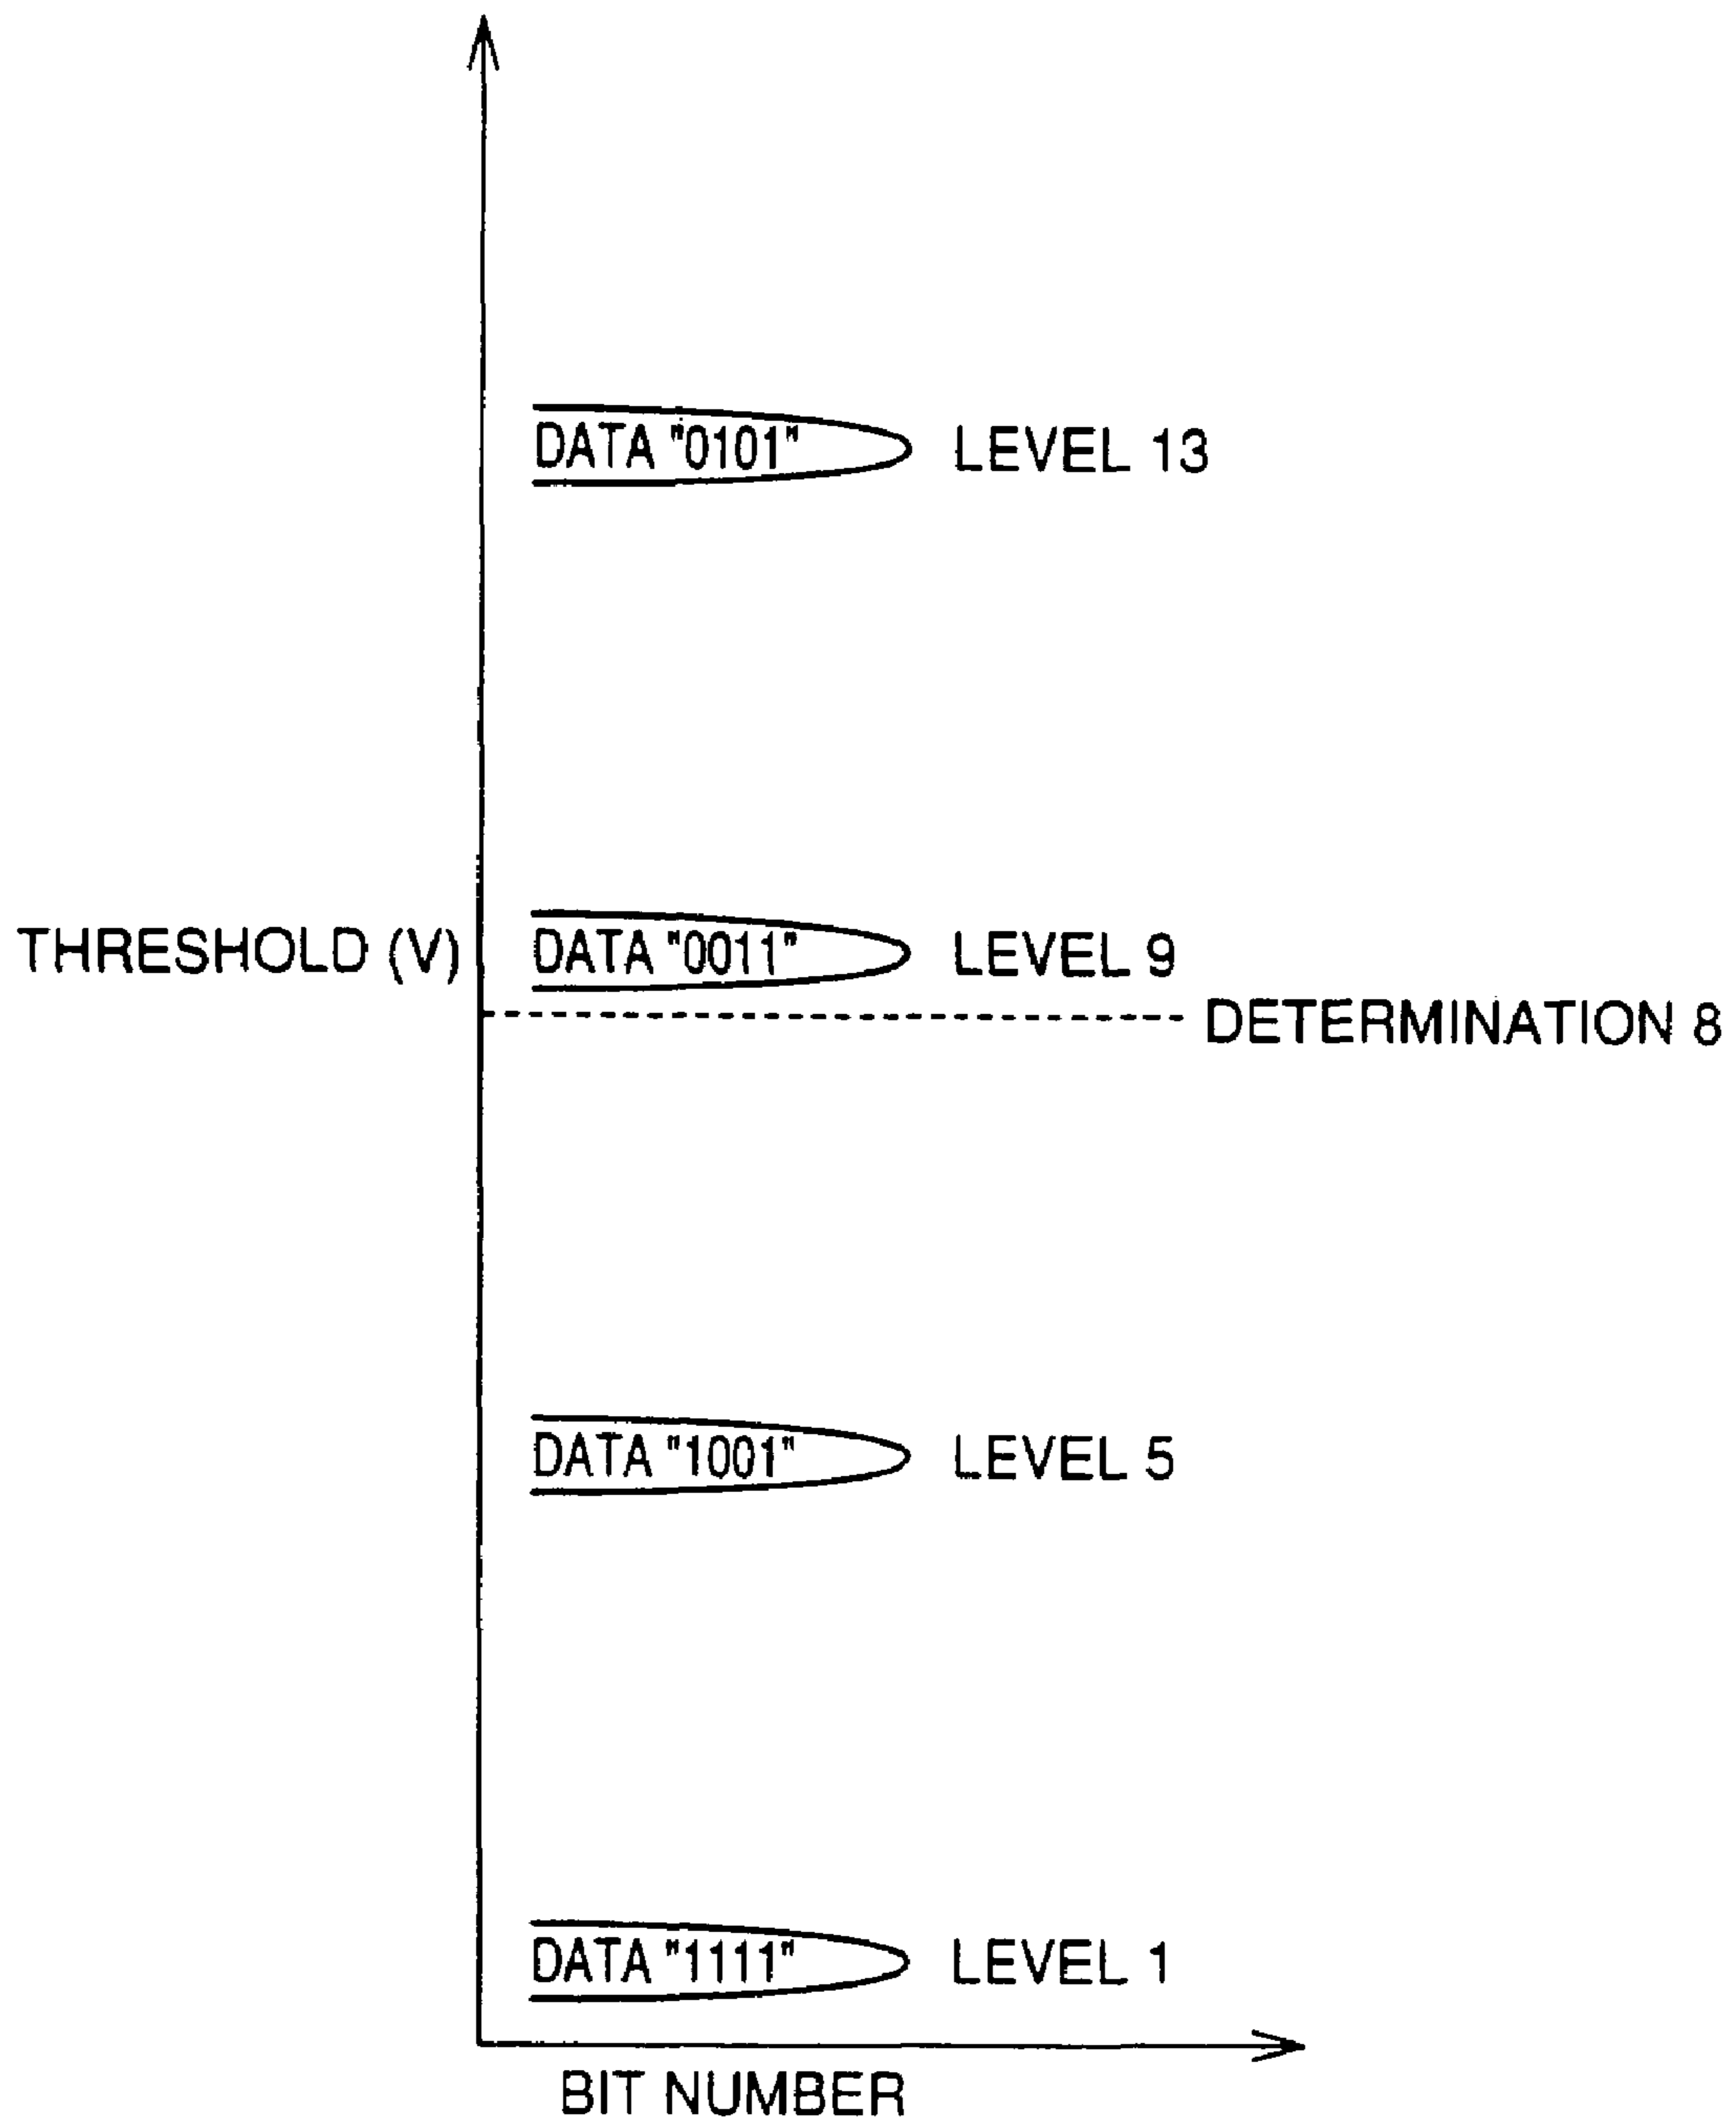 DATA "0101" LEVEL 13
THRESHOLD (V) DATA "0011" LEVEL 9
DETERMINATION 8
DATA "1001" LEVEL 5
DATA "1111" LEVEL 1
BIT NUMBER